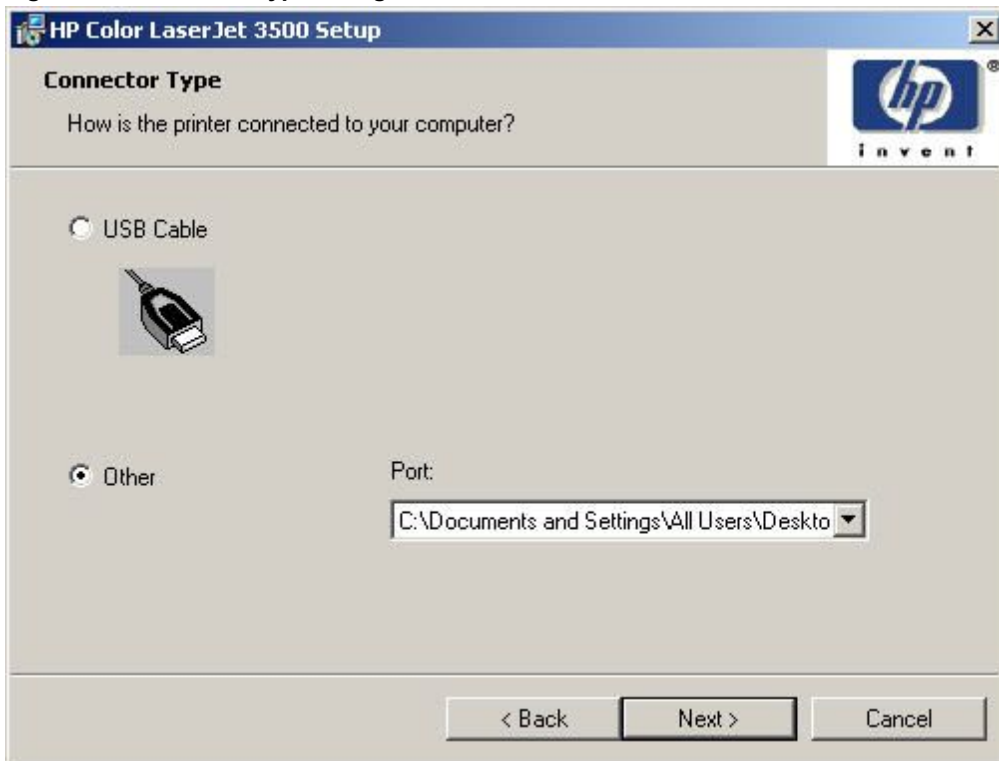 HP Color LaserJet 3500 Setup
Connector Type
How is the printer connected to your computer?
hp
®
invent
USB Cable
Other
Port:
C:\Documents and Settings\All Users\Deskto
< Back
Next >
Cancel